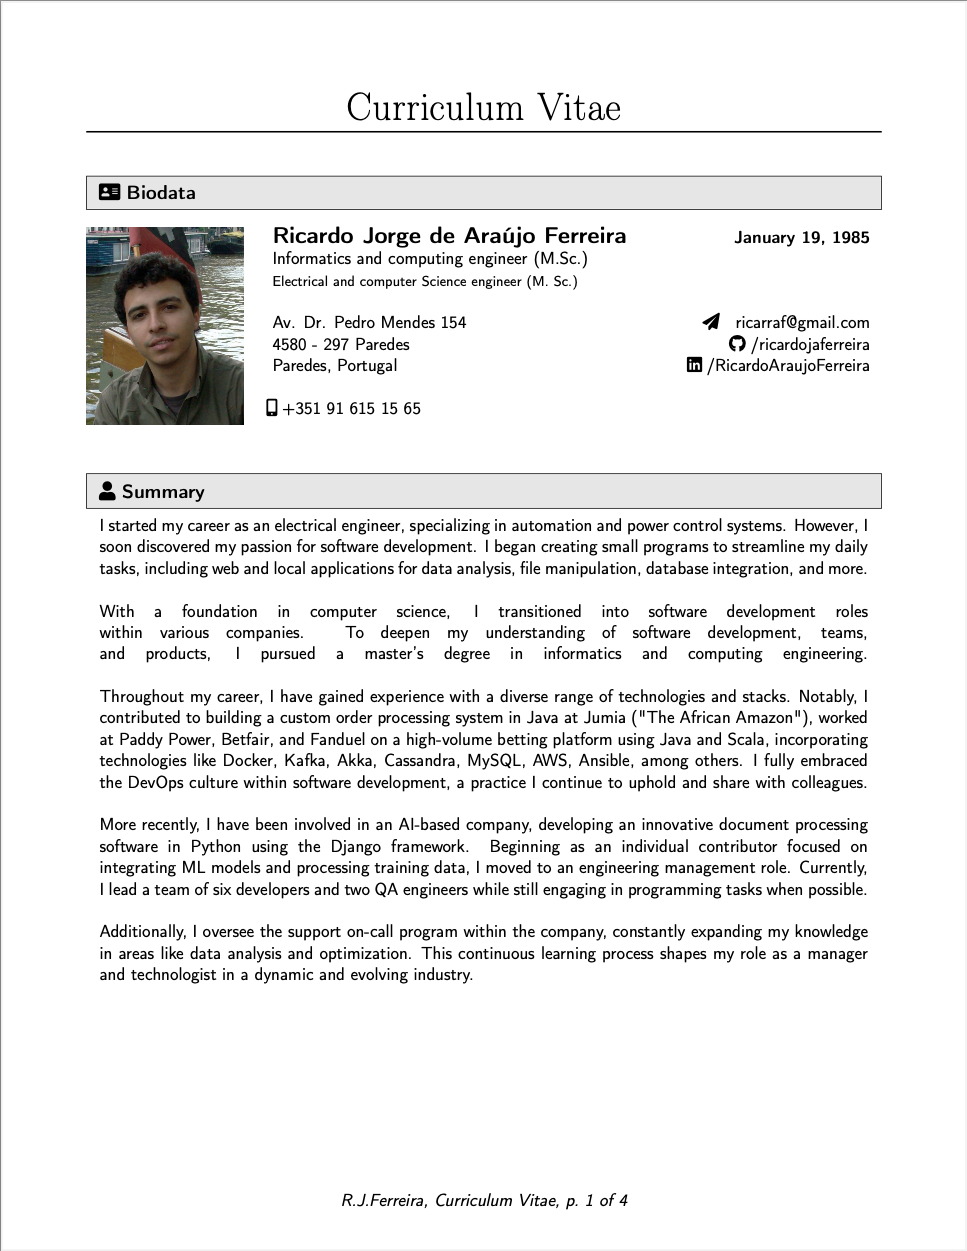 Curriculum Vitae
Biodata
Ricardo Jorge de Araújo Ferreira
January 19, 1985
Informatics and computing engineer (M.Sc.)
Electrical and computer Science engineer (M. Sc.)
Av. Dr. Pedro Mendes 154
ricarraf@gmail.com
4580 - 297 Paredes
/ricardojaferreira
Paredes, Portugal
/RicardoAraujoFerreira
+351 91 615 15 65
Summary
I started my career as an electrical engineer, specializing in automation and power control systems. However, I
soon discovered my passion for software development. I began creating small programs to streamline my daily
tasks, including web and local applications for data analysis, file manipulation, database integration, and more.
With a foundation in computer science, I transitioned into software development roles
within various companies. To deepen my understanding of software development, teams,
and products, I pursued a master's degree in informatics and computing engineering.
Throughout my career, I have gained experience with a diverse range of technologies and stacks. Notably, I
contributed to building a custom order processing system in Java at Jumia ("The African Amazon"), worked
at Paddy Power, Betfair, and Fanduel on a high-volume betting platform using Java and Scala, incorporating
technologies like Docker, Kafka, Akka, Cassandra, MySQL, AWS, Ansible, among others. I fully embraced
the DevOps culture within software development, a practice I continue to uphold and share with colleagues.
More recently, I have been involved in an AI-based company, developing an innovative document processing
software in Python using the Django framework. Beginning as an individual contributor focused on
integrating ML models and processing training data, I moved to an engineering management role. Currently,
I lead a team of six developers and two QA engineers while still engaging in programming tasks when possible.
Additionally, I oversee the support on-call program within the company, constantly expanding my knowledge
in areas like data analysis and optimization. This continuous learning process shapes my role as a manager
and technologist in a dynamic and evolving industry.
R.J.Ferreira, Curriculum Vitae, p. 1 of 4